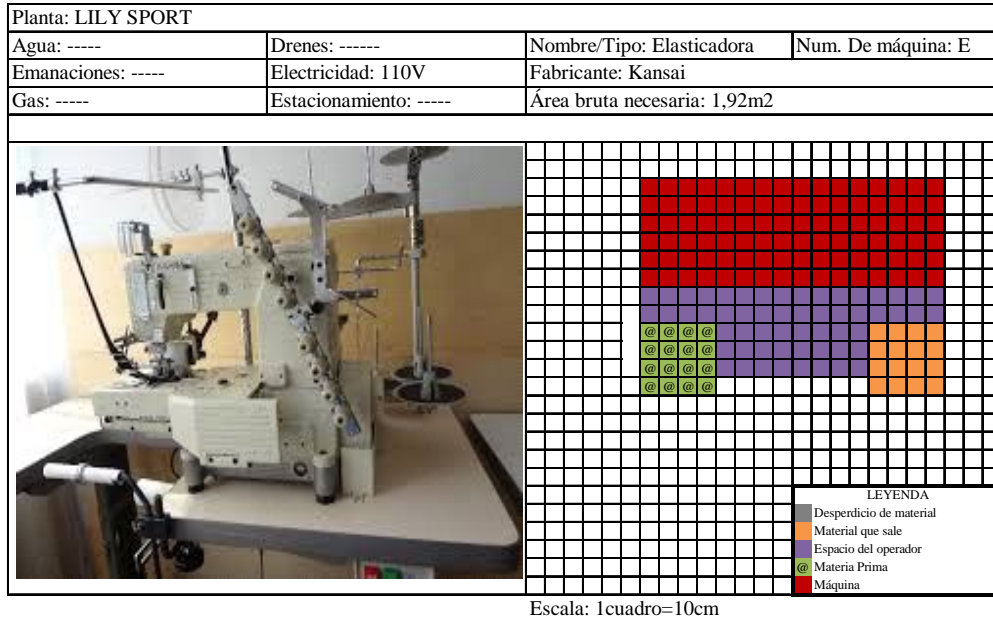 Planta: LILY SPORT
Agua: ----- Drenes: ------ Nombre/Tipo: Elasticadora Num. De máquina: E
Emanaciones: ----- Electricidad: 110V Fabricante: Kansai
Gas: ----- Estacionamiento: ----- Área bruta necesaria: 1,92m2
@ @ @ @
@ @ @ @
@ @ @ @
@ @ @ @
LEYENDA
Desperdicio de material
Material que sale
Espacio del operador
@ Materia Prima
Máquina
Escala: 1cuadro=10cm